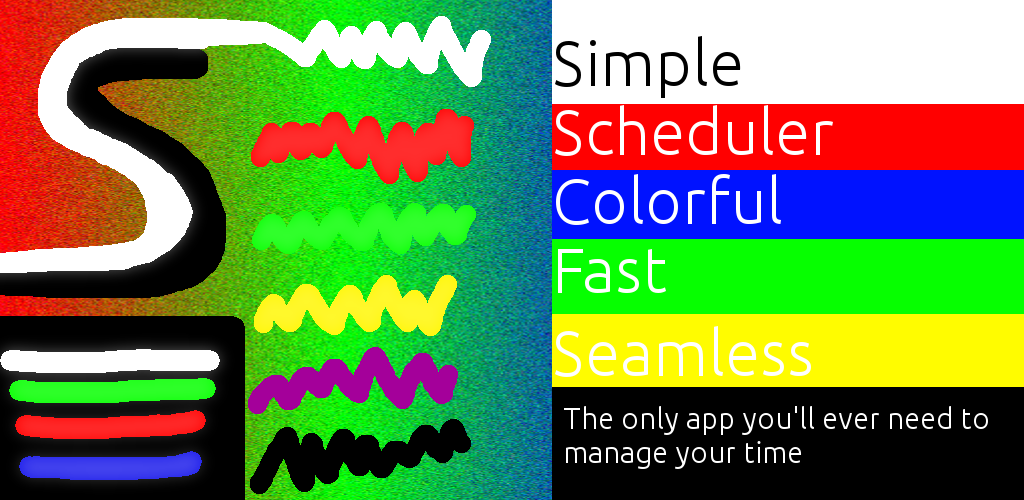 Simple
Scheduler
Colorful
Fast
Seamless
The only app you'll ever need to
manage your time